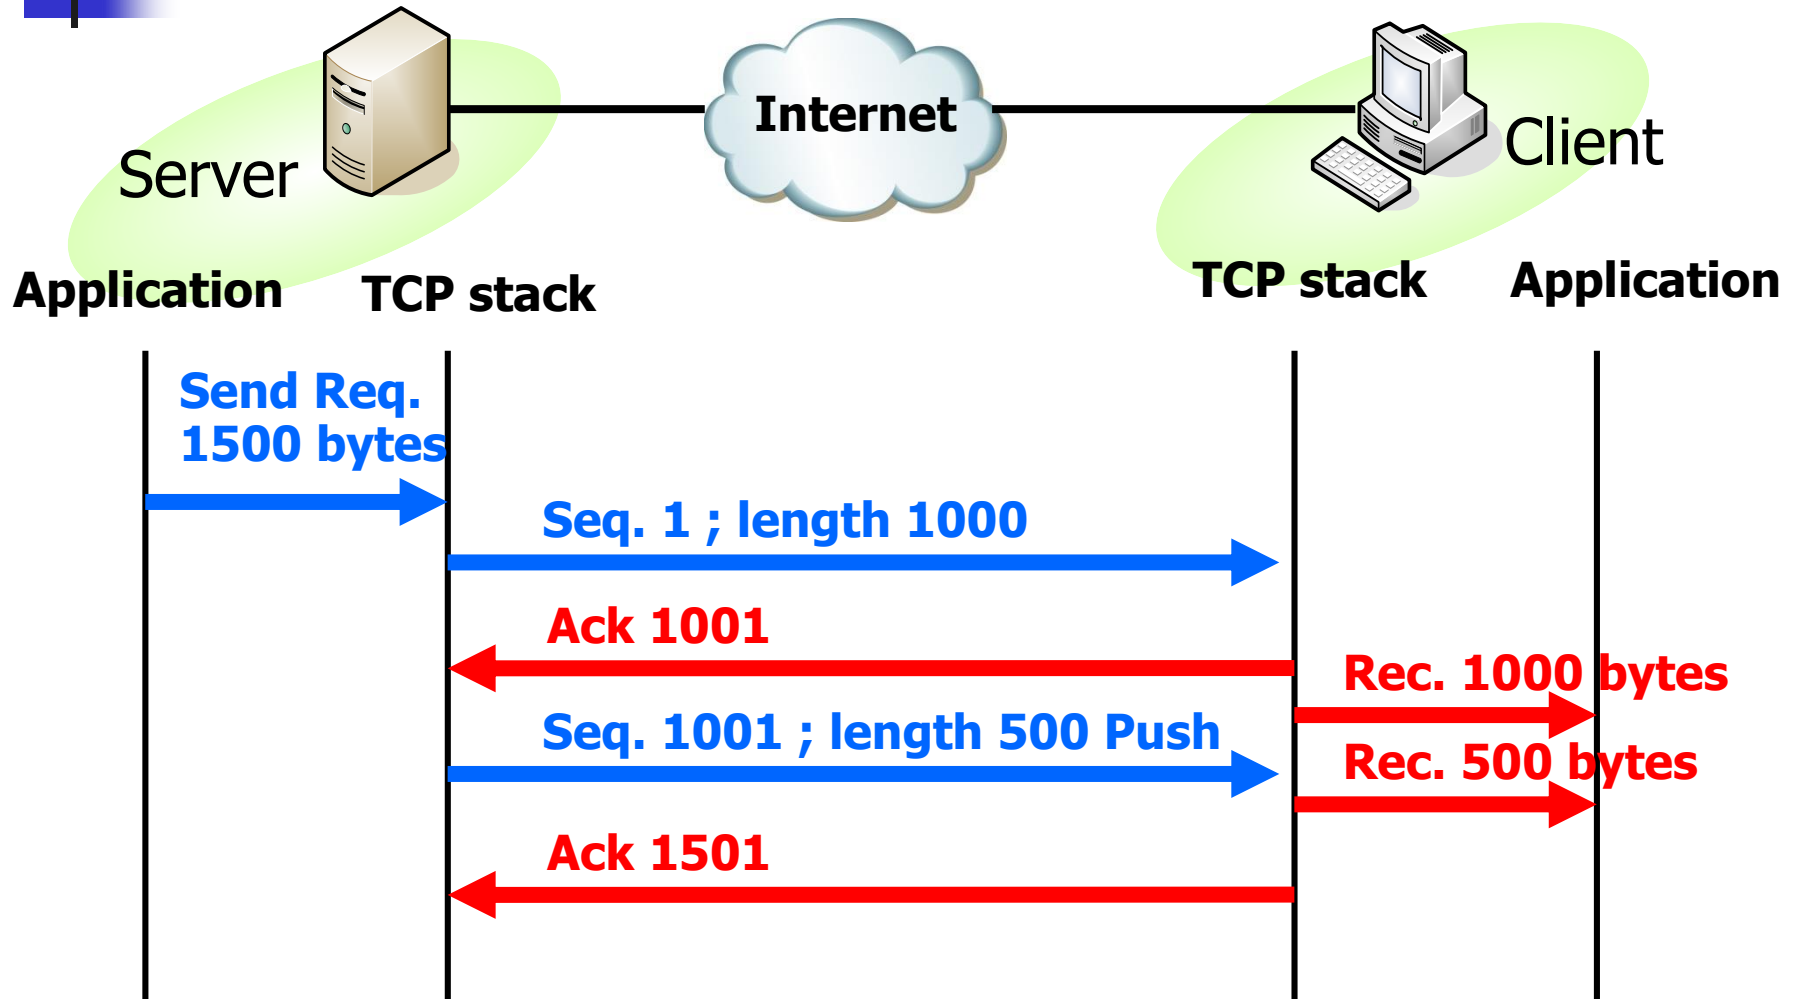 Internet
Server
Client
Application
TCP stack
TCP stack
Application
Send Req.
1500 bytes
Seq. 1 ; length 1000
Ack 1001
Rec. 1000 bytes
Seq. 1001 ; length 500 Push
Rec. 500 bytes
Ack 1501